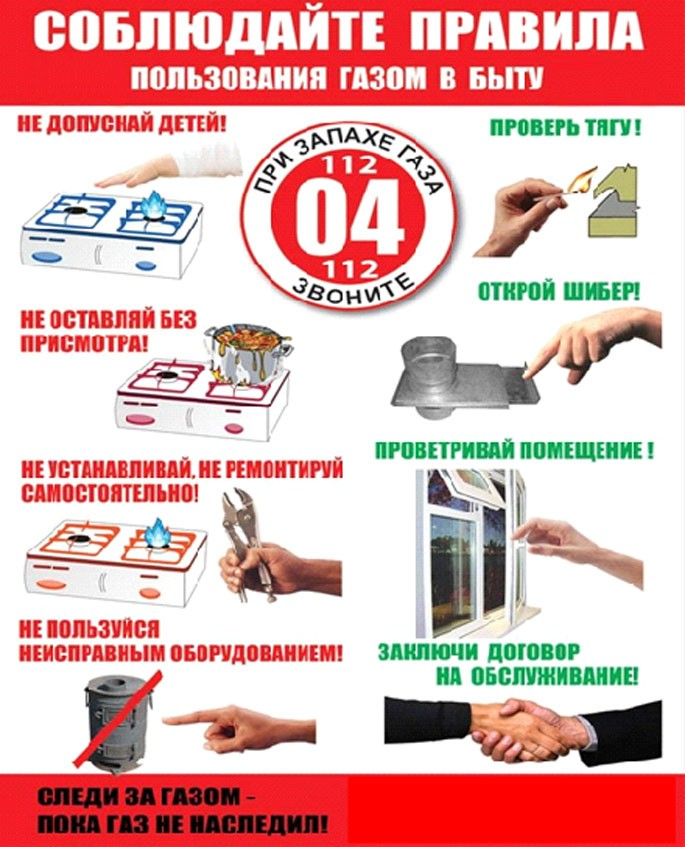 СОБЛЮДАЙТЕ ПРАВИЛА
ПОЛЬЗОВАНИЯ ГАЗОМ В БЫТУ
НЕ ДОПУСКАЙ ДЕТЕЙ!
ПРИ ЗАПАХЕ ГАЗА
112
04
112
ЗВОНИТЕ
ПРОВЕРЬ ТЯГУ!
ОТКРОЙ ШИБЕР!
НЕ ОСТАВЛЯЙ БЕЗ
ПРИСМОТРА!
ПРОВЕТРИВАЙ ПОМЕЩЕНИЕ!
НЕ УСТАНАВЛИВАЙ, НЕ РЕМОНТИРУЙ
САМОСТОЯТЕЛЬНО!
НЕ ПОЛЬЗУЙСЯ
НЕИСПРАВНЫМ ОБОРУДОВАНИЕМ!
ЗАКЛЮЧИ ДОГОВОР
НА ОБСЛУЖИВАНИЕ!
СЛЕДИ ЗА ГАЗОМ -
ПОКА ГАЗ НЕ НАСЛЕДИЛ!